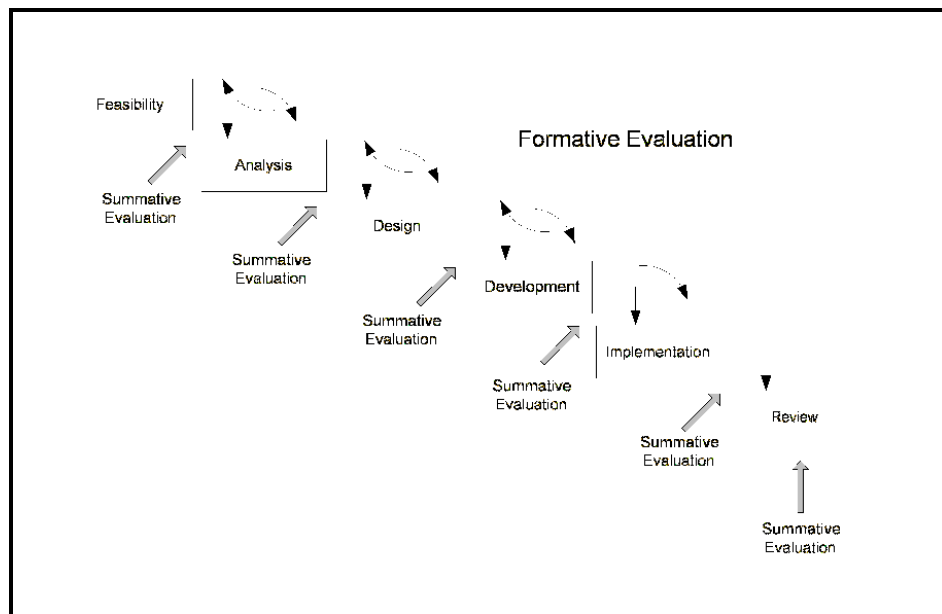 Feasibility
Formative Evaluation
Analysis
Summative
Evaluation
Design
Summative
Evaluation
Development
Summative
Evaluation
Implementation
Summative
Evaluation
Review
Summative
Evaluation
Summative
Evaluation